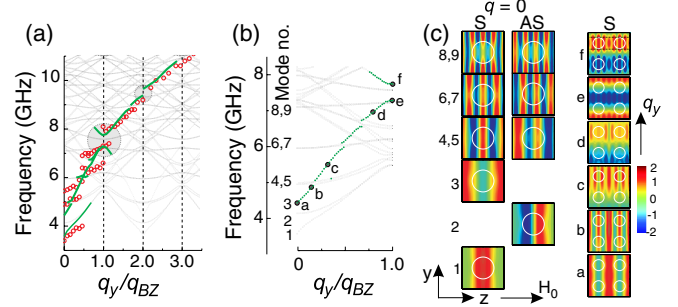 (a)
Frequency (GHz)
10
8
6
4
0
1.0
2.0
3.0
q_y/q_BZ
(b)
Frequency (GHz)
8
6
4
Mode no.
8,9
6,7
4,5
3
2
1
a
b
c
d
e
f
0
0.5
1.0
q_y/q_BZ
(c)
q = 0
S
AS
8,9
6,7
4,5
3
2
1
y
z
H_0
S
f
e
d
c
b
a
q_y
2
1
0
-1
-2